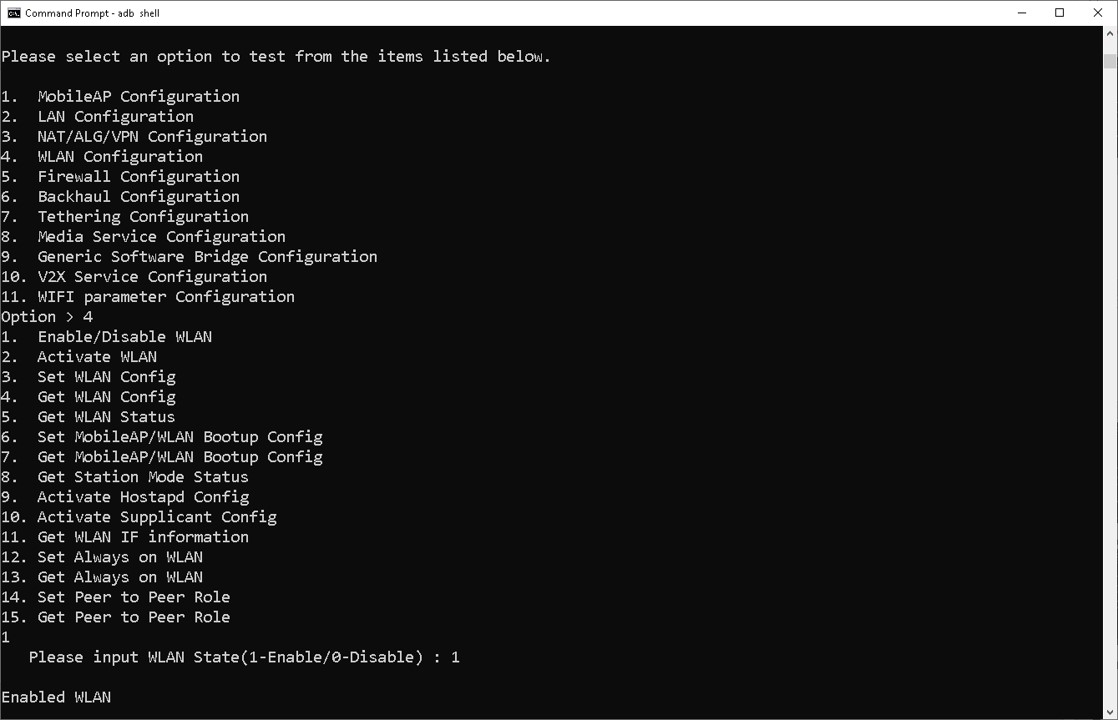 Command Prompt - adb shell
Please select an option to test from the items listed below.
1. MobileAP Configuration
2. LAN Configuration
3. NAT/ALG/VPN Configuration
4. WLAN Configuration
5. Firewall Configuration
6. Backhaul Configuration
7. Tethering Configuration
8. Media Service Configuration
9. Generic Software Bridge Configuration
10. V2X Service Configuration
11. WIFI parameter Configuration
Option > 4
1. Enable/Disable WLAN
2. Activate WLAN
3. Set WLAN Config
4. Get WLAN Config
5. Get WLAN Status
6. Set MobileAP/WLAN Bootup Config
7. Get MobileAP/WLAN Bootup Config
8. Get Station Mode Status
9. Activate Hostapd Config
10. Activate Supplicant Config
11. Get WLAN IF information
12. Set Always on WLAN
13. Get Always on WLAN
14. Set Peer to Peer Role
15. Get Peer to Peer Role
1
Please input WLAN State(1-Enable/0-Disable) : 1
Enabled WLAN